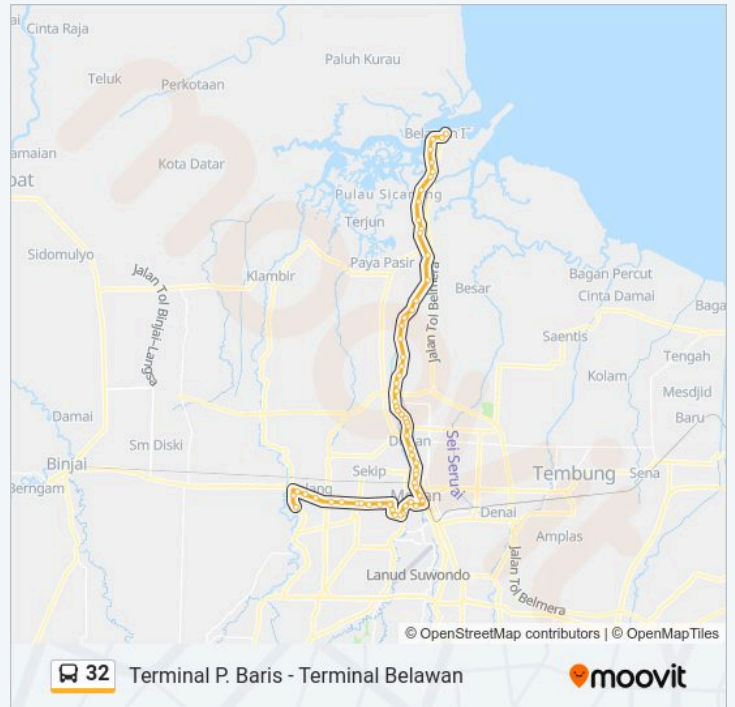 Cinta Raja
Paluh Kurau
Teluk
Perkotaan
amaian
Kota Datar
pat
Pulau Sicanang
Terjun
Sidomulyo
Jalan Tol Binjai-Langsa
Klambir
Paya Pasir
Jalan Tol Belmera
Besar
Bagan Percut
Cinta Damai
Baga
Saentis
Tengah
Kolam
Mesdjid
Baru
Damai
Sm Diski
Sei Seruai
Binjai
Sekip
Tembung
Sena
Berngam
Denai
Amplas
Lanud Suwondo
Jalan Tol Belmera
© OpenStreetMap contributors | © OpenMapTiles
32 Terminal P. Baris - Terminal Belawan
moovit